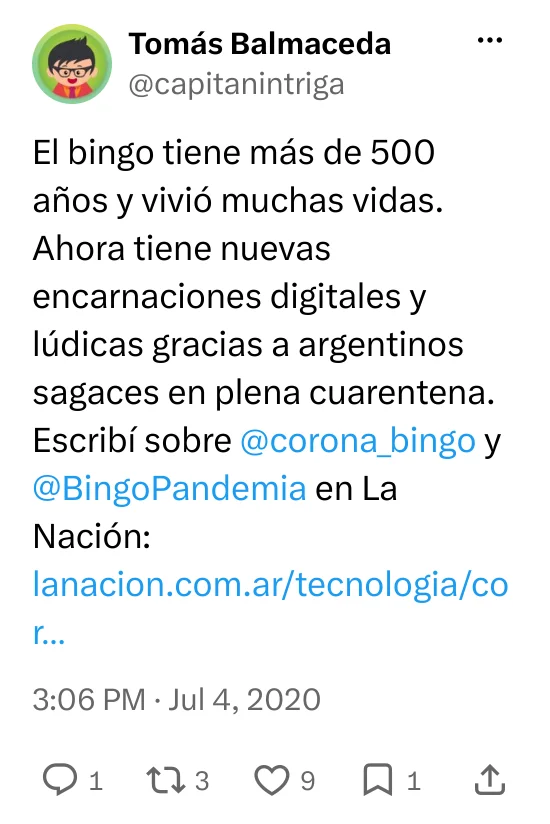 Tomás Balmaceda
@capitanintriga
El bingo tiene más de 500
años y vivió muchas vidas.
Ahora tiene nuevas
encarnaciones digitales y
lúdicas gracias a argentinos
sagaces en plena cuarentena.
Escribí sobre @corona_bingo y
@BingoPandemia en La
Nación:
lanacion.com.ar/tecnologia/co
r...
3:06 PM · Jul 4, 2020
1 3 9 1